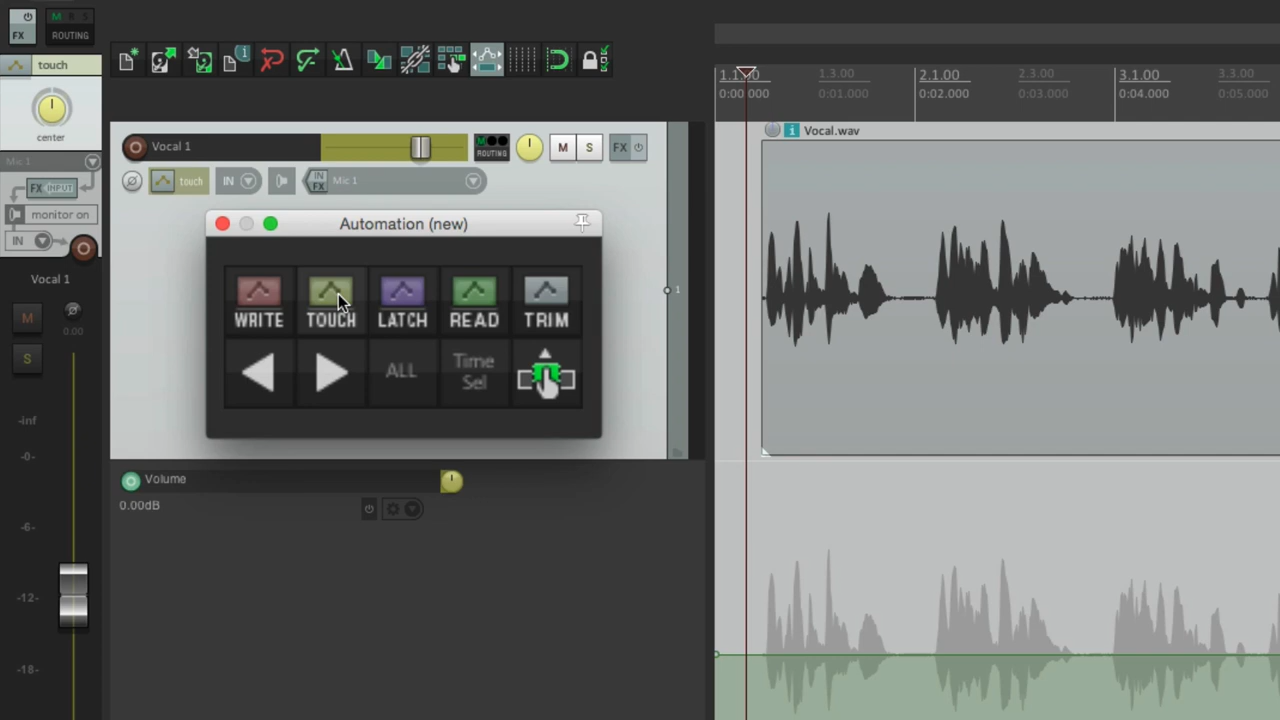 FX
M R S
ROUTING
touch
center
Mic 1
FX INPUT
monitor on
IN
Vocal 1
M
0.00
S
-inf
-0-
-6-
-12-
-18-
Vocal 1
ROUTING
M
S
FX
touch
IN
IN FX
Mic 1
Automation (new)
WRITE
TOUCH
LATCH
READ
TRIM
ALL
Time
Sel
1
Volume
0.00dB
1.3.00
2.1.00
2.3.00
3.1.00
3.3.00
0:01.000
0:02.000
0:03.000
0:04.000
0:05.000
Vocal.wav